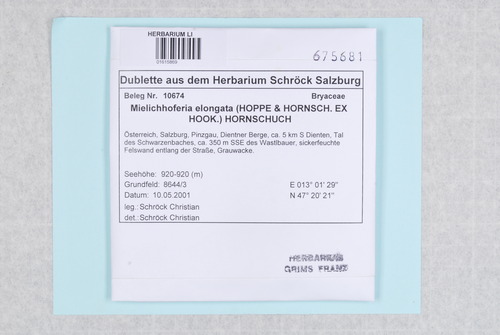 HERBARIUM LI
01615869
675681
Dublette aus dem Herbarium Schröck Salzburg
Beleg Nr. 10674 Bryaceae
Mielichhoferia elongata (HOPPE & HORNSCH. EX
HOOK.) HORNSCHUCH
Österreich, Salzburg, Pinzgau, Dientner Berge, ca. 5 km S Dienten, Tal
des Schwarzenbaches, ca. 350 m SSE des Wastlbauer, sickerfeuchte
Felswand entlang der Straße, Grauwacke.
Seehöhe: 920-920 (m)
Grundfeld: 8644/3 E 013° 01' 29''
Datum: 10.05.2001 N 47° 20' 21''
leg.: Schröck Christian
det.: Schröck Christian
HERBARIUM
GRIMS FRANZ